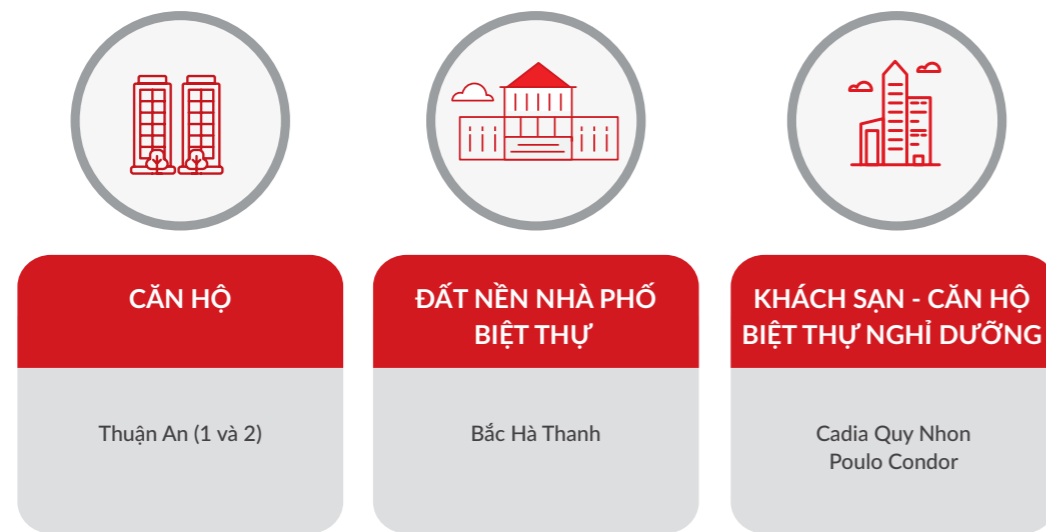 CĂN HỘ
Thuận An (1 và 2)
ĐẤT NỀN NHÀ PHỐ
BIỆT THỰ
Bắc Hà Thanh
KHÁCH SẠN - CĂN HỘ
BIỆT THỰ NGHỈ DƯỠNG
Cadia Quy Nhon
Poulo Condor